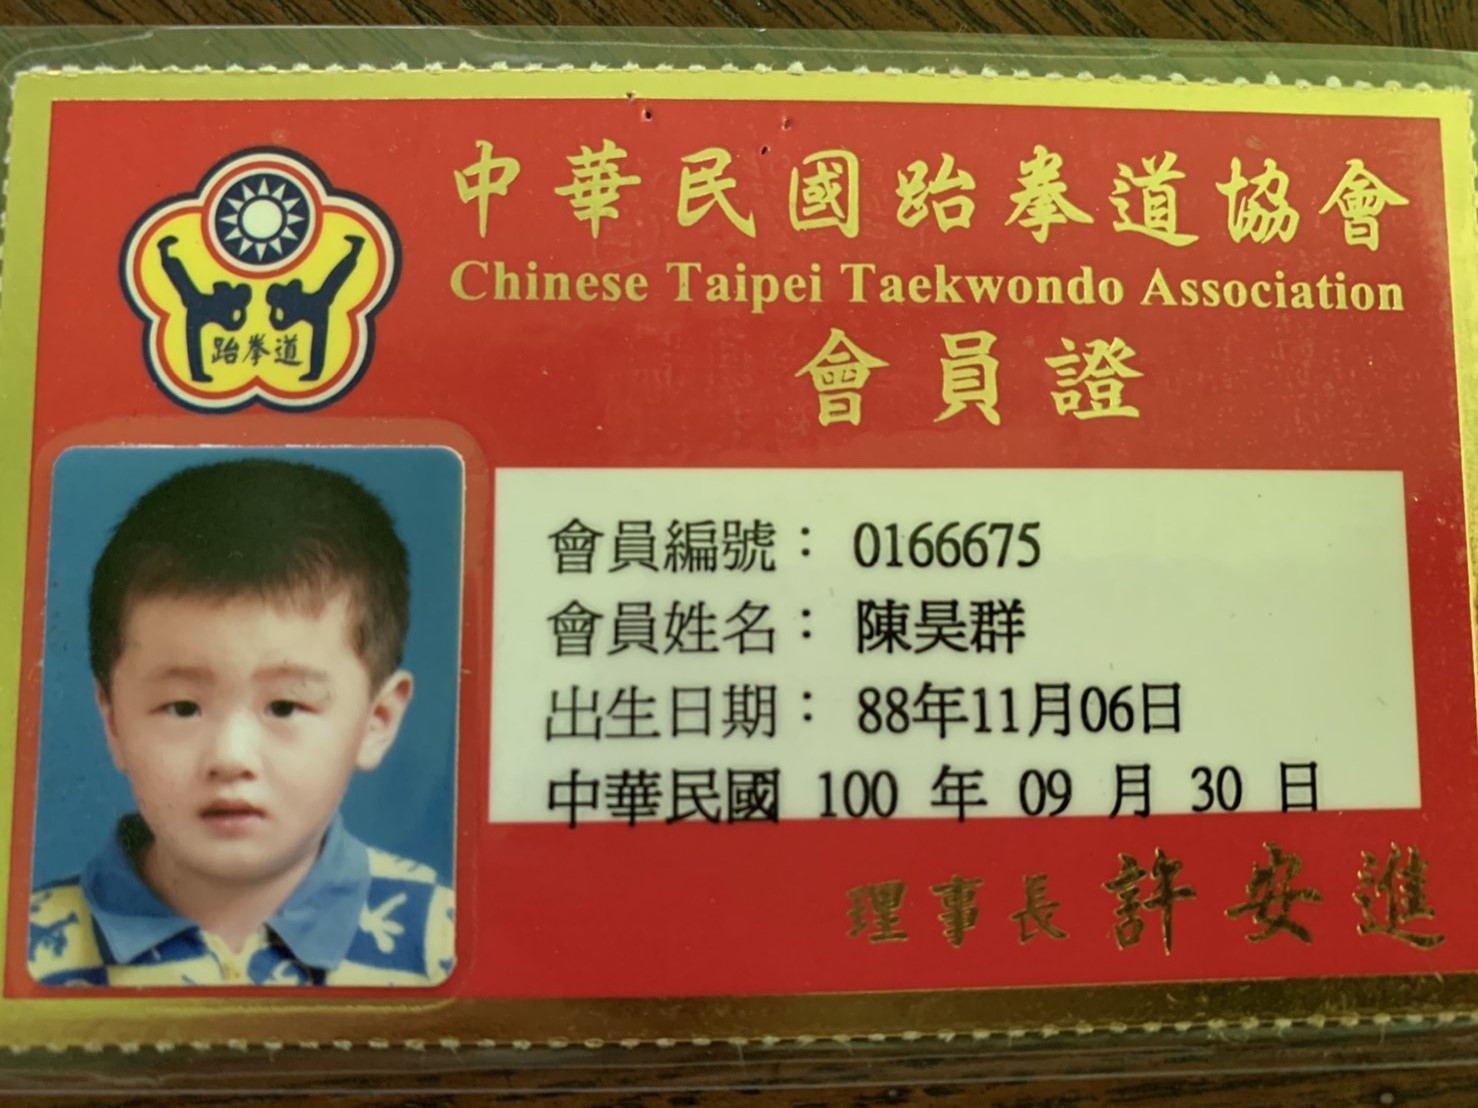 中華民國跆拳道協會
Chinese Taipei Taekwondo Association
會員證
跆拳道
會員編號： 0166675
會員姓名： 陳昊群
出生日期： 88年11月06日
中華民國 100 年 09 月 30 日
理事長 許安進